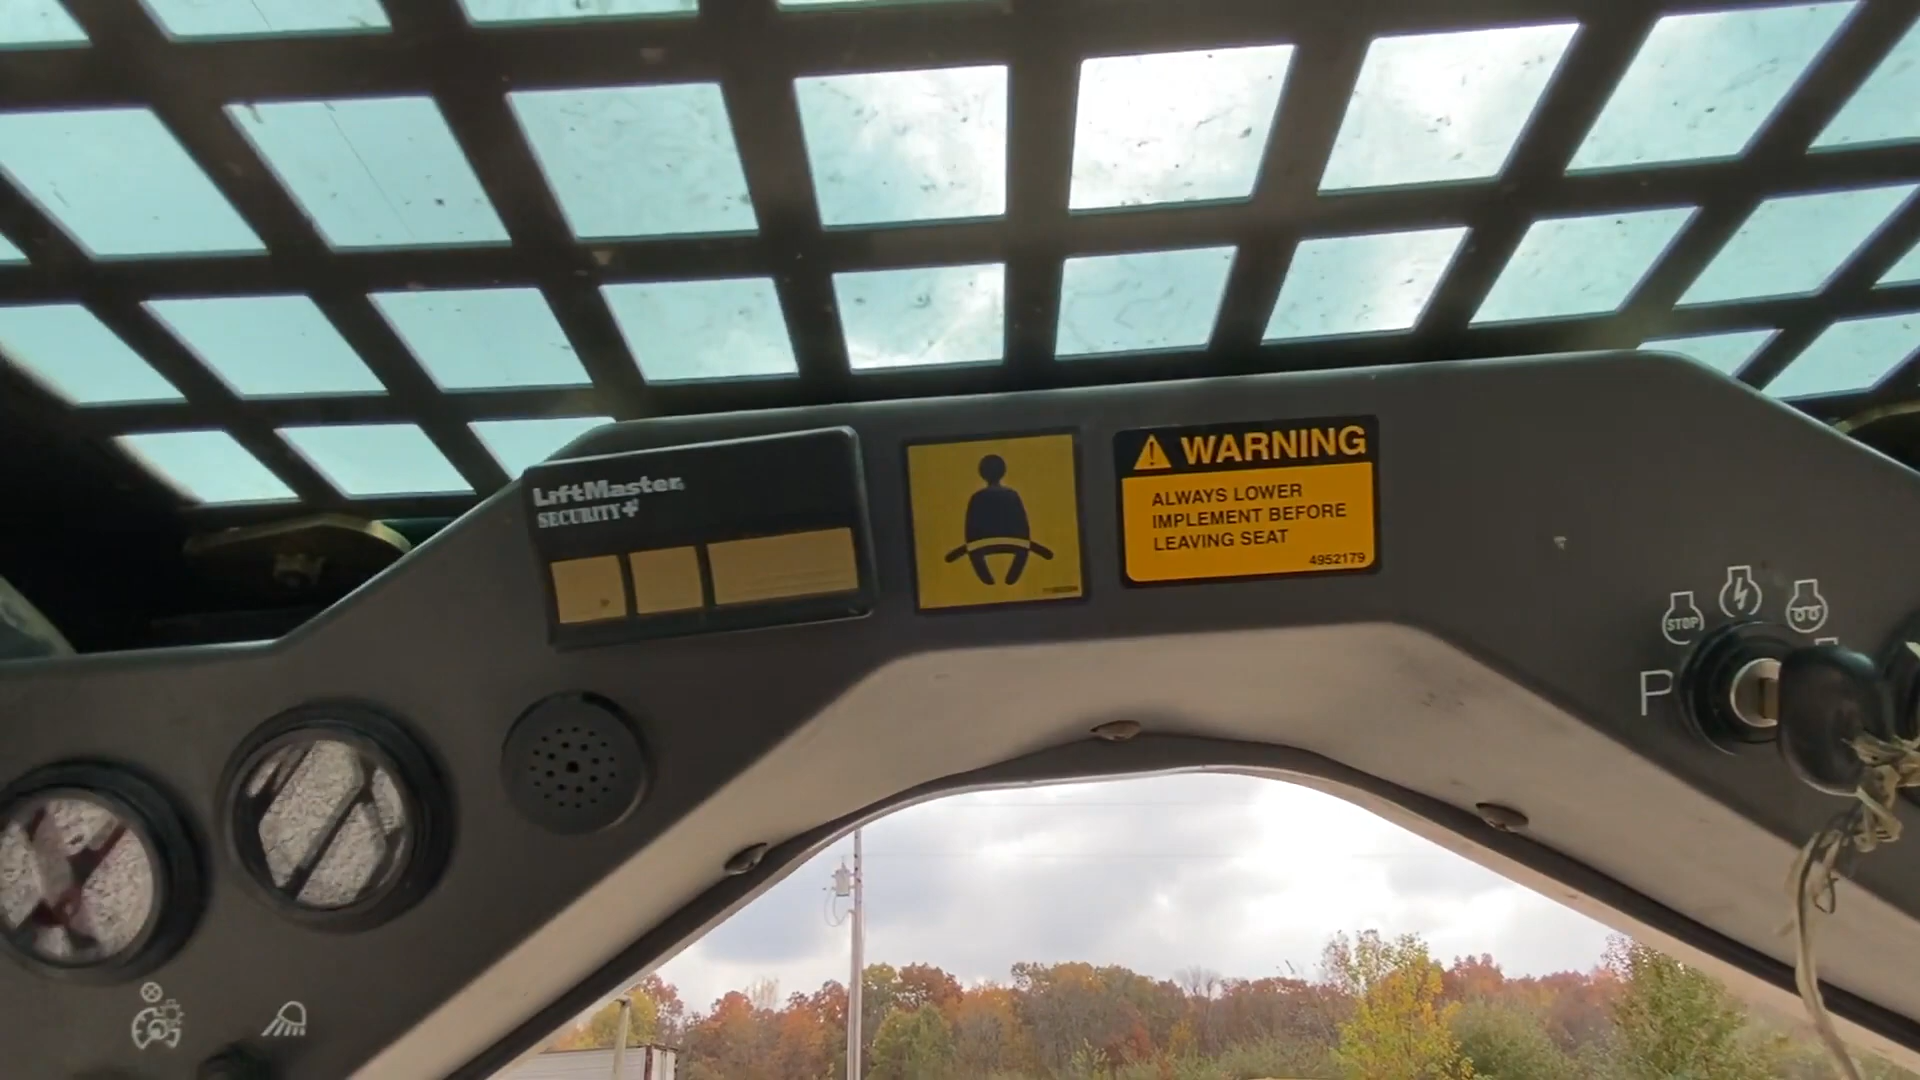 LiftMaster
SECURITY+
WARNING
ALWAYS LOWER
IMPLEMENT BEFORE
LEAVING SEAT
4952179
STOP
P